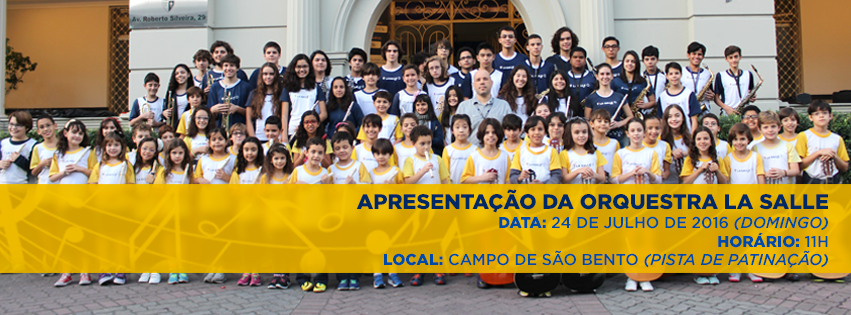 Av. Roberto Silveira, 29
APRESENTAÇÃO DA ORQUESTRA LA SALLE
DATA: 24 DE JULHO DE 2016 (DOMINGO)
HORÁRIO: 11H
LOCAL: CAMPO DE SÃO BENTO (PISTA DE PATINAÇÃO)